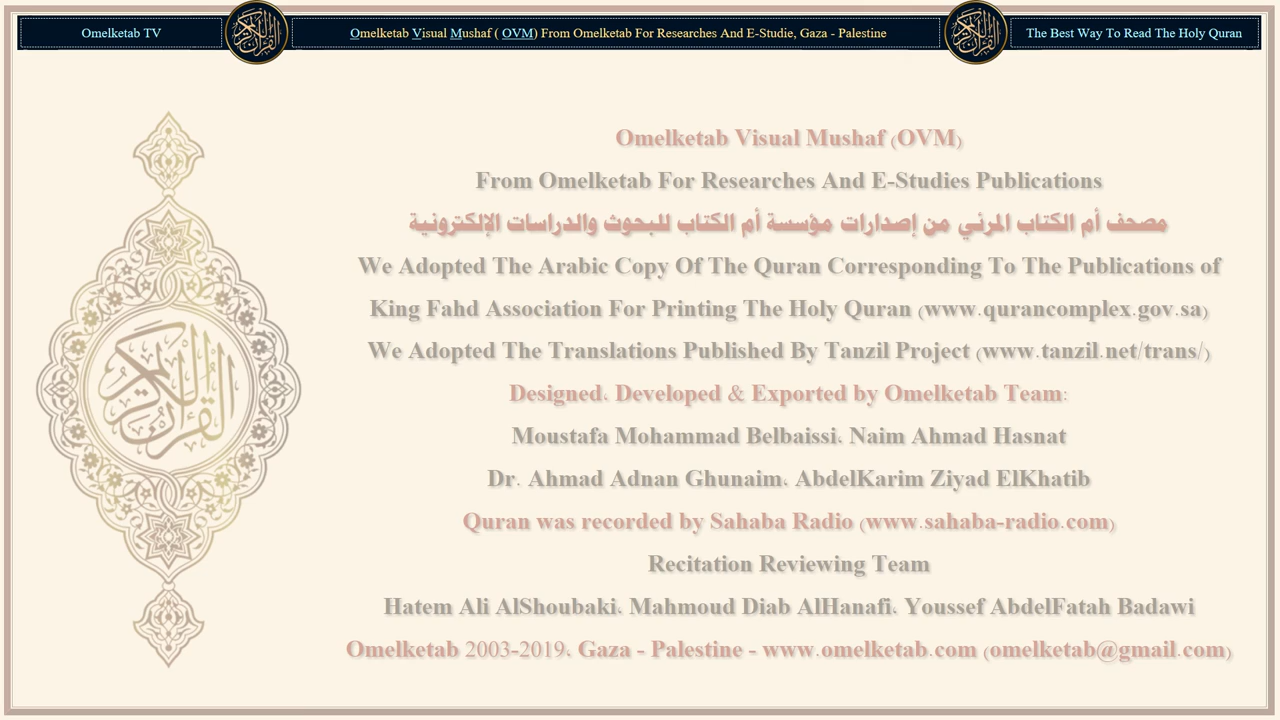 Omelketab TV
Omelketab Visual Mushaf ( OVM) From Omelketab For Researches And E-Studie, Gaza - Palestine
The Best Way To Read The Holy Quran
Omelketab Visual Mushaf (OVM)
From Omelketab For Researches And E-Studies Publications
مصحف أم الكتاب المرئي من إصدارات مؤسسة أم الكتاب للبحوث والدراسات الإلكترونية
We Adopted The Arabic Copy Of The Quran Corresponding To The Publications of
King Fahd Association For Printing The Holy Quran (www.qurancomplex.gov.sa)
We Adopted The Translations Published By Tanzil Project (www.tanzil.net/trans/)
Designed، Developed & Exported by Omelketab Team:
Moustafa Mohammad Belbaissi، Naim Ahmad Hasnat
Dr. Ahmad Adnan Ghunaim، AbdelKarim Ziyad ElKhatib
Quran was recorded by Sahaba Radio (www.sahaba-radio.com)
Recitation Reviewing Team
Hatem Ali AlShoubaki، Mahmoud Diab AlHanafi، Youssef AbdelFatah Badawi
Omelketab 2003-2019، Gaza - Palestine - www.omelketab.com (omelketab@gmail.com)
القرآن الكريم